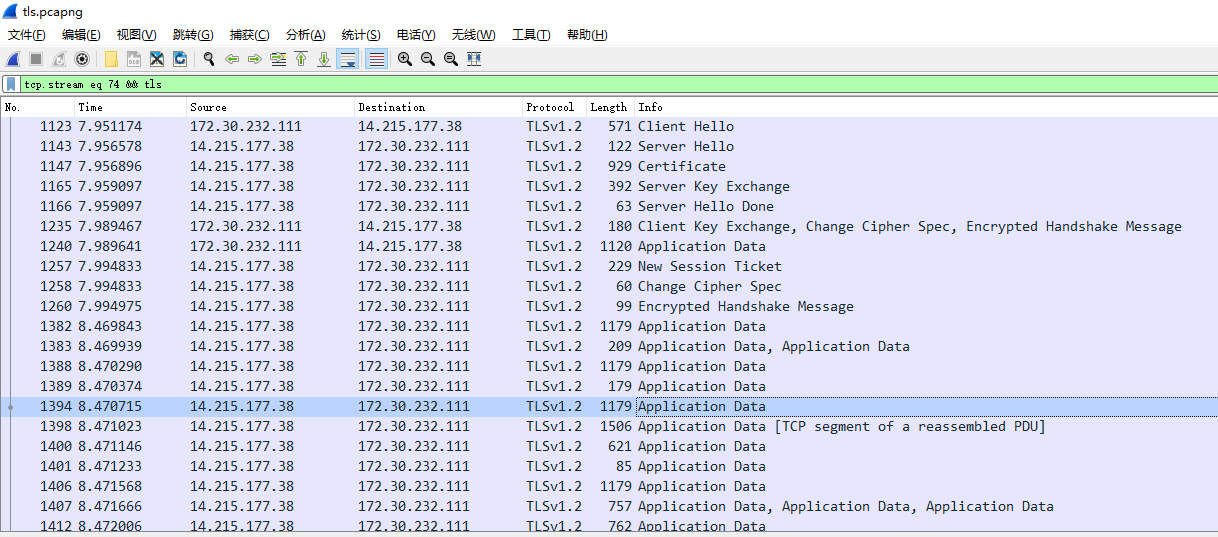 tls.pcapng
文件(F) 编辑(E) 视图(V) 跳转(G) 捕获(C) 分析(A) 统计(S) 电话(Y) 无线(W) 工具(T) 帮助(H)
tcp.stream eq 74 && tls
No. Time Source Destination Protocol Length Info
1123 7.951174 172.30.232.111 14.215.177.38 TLSv1.2 571 Client Hello
1143 7.956578 14.215.177.38 172.30.232.111 TLSv1.2 122 Server Hello
1147 7.956896 14.215.177.38 172.30.232.111 TLSv1.2 929 Certificate
1165 7.959097 14.215.177.38 172.30.232.111 TLSv1.2 392 Server Key Exchange
1166 7.959097 14.215.177.38 172.30.232.111 TLSv1.2 63 Server Hello Done
1235 7.989467 172.30.232.111 14.215.177.38 TLSv1.2 180 Client Key Exchange, Change Cipher Spec, Encrypted Handshake Message
1240 7.989641 172.30.232.111 14.215.177.38 TLSv1.2 1120 Application Data
1257 7.994833 14.215.177.38 172.30.232.111 TLSv1.2 229 New Session Ticket
1258 7.994833 14.215.177.38 172.30.232.111 TLSv1.2 60 Change Cipher Spec
1260 7.994975 14.215.177.38 172.30.232.111 TLSv1.2 99 Encrypted Handshake Message
1382 8.469843 14.215.177.38 172.30.232.111 TLSv1.2 1179 Application Data
1383 8.469939 14.215.177.38 172.30.232.111 TLSv1.2 209 Application Data, Application Data
1388 8.470290 14.215.177.38 172.30.232.111 TLSv1.2 1179 Application Data
1389 8.470374 14.215.177.38 172.30.232.111 TLSv1.2 179 Application Data
1394 8.470715 14.215.177.38 172.30.232.111 TLSv1.2 1179 Application Data
1398 8.471023 14.215.177.38 172.30.232.111 TLSv1.2 1506 Application Data [TCP segment of a reassembled PDU]
1400 8.471146 14.215.177.38 172.30.232.111 TLSv1.2 621 Application Data
1401 8.471233 14.215.177.38 172.30.232.111 TLSv1.2 85 Application Data
1406 8.471568 14.215.177.38 172.30.232.111 TLSv1.2 1179 Application Data
1407 8.471666 14.215.177.38 172.30.232.111 TLSv1.2 757 Application Data, Application Data, Application Data
1412 8.472006 14.215.177.38 172.30.232.111 TLSv1.2 762 Application Data